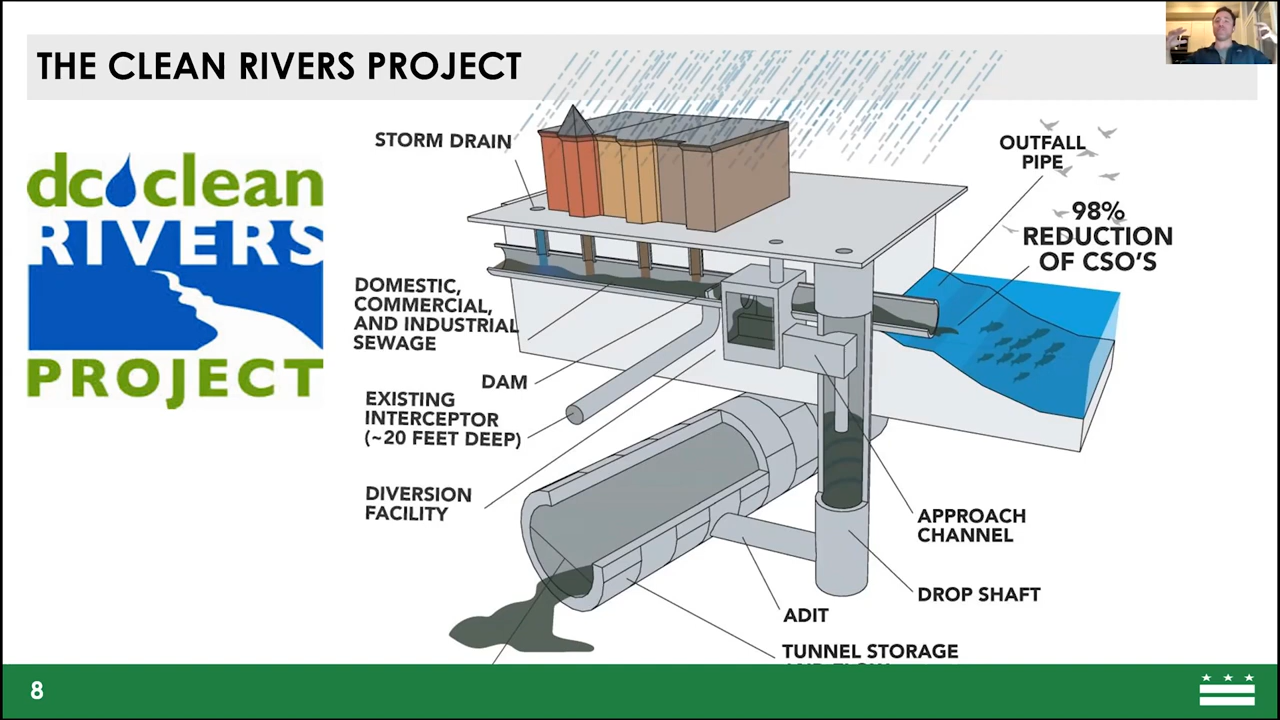 THE CLEAN RIVERS PROJECT
dc clean
RIVERS
PROJECT
STORM DRAIN
OUTFALL
PIPE
98%
REDUCTION
OF CSO'S
DOMESTIC,
COMMERCIAL,
AND INDUSTRIAL
SEWAGE
DAM
EXISTING
INTERCEPTOR
(~20 FEET DEEP)
DIVERSION
FACILITY
APPROACH
CHANNEL
DROP SHAFT
ADIT
TUNNEL STORAGE
8